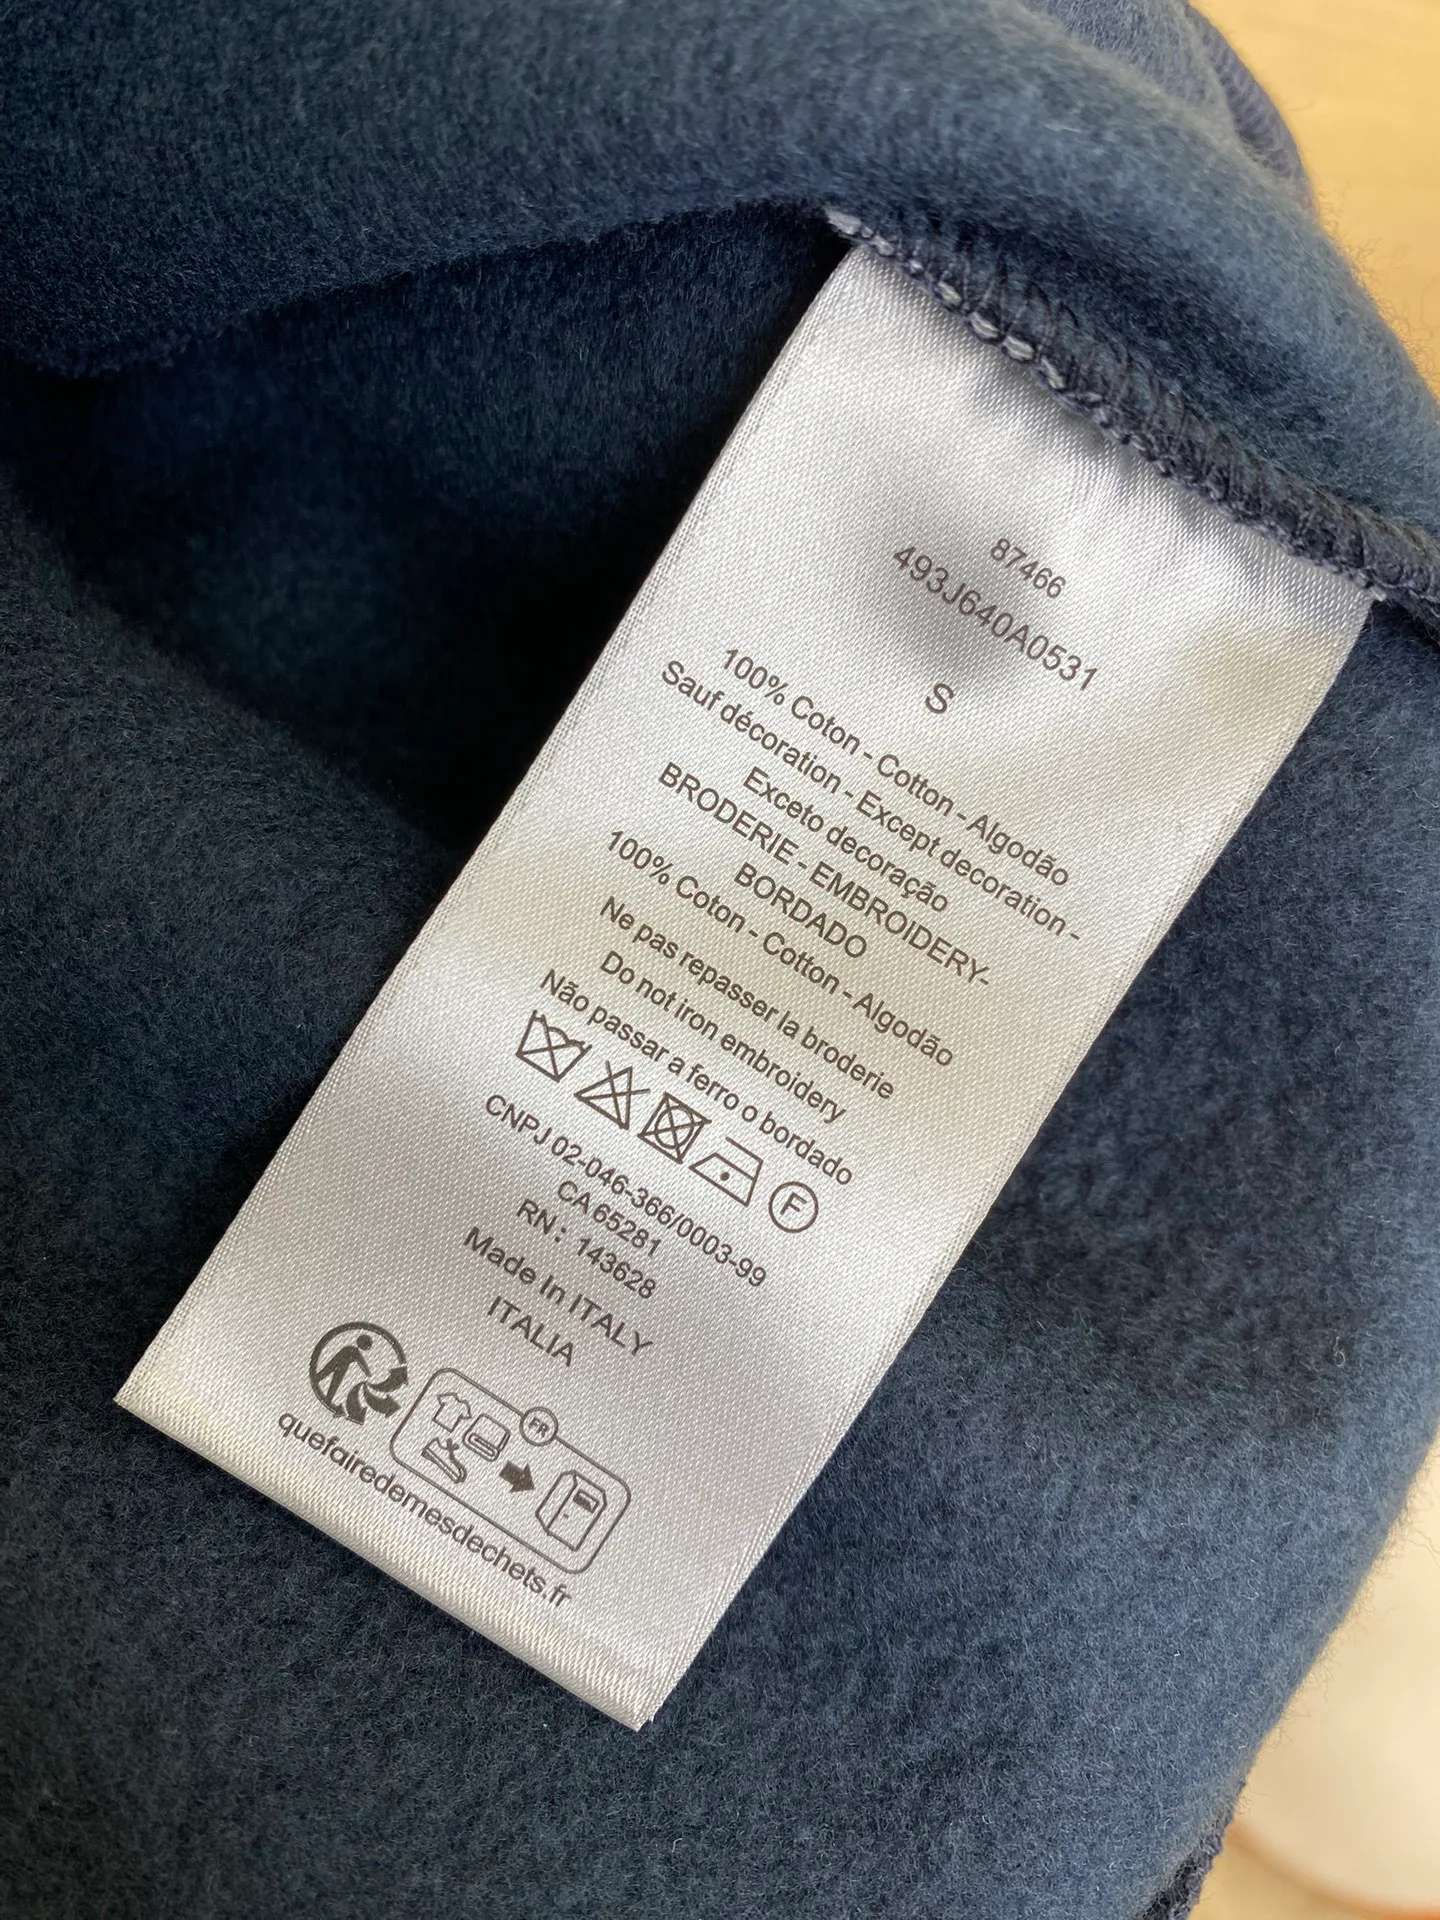 87466
493J640A0531
S
100% Coton - Cotton - Algodão
Sauf décoration - Except decoration -
Exceto decoração
BRODERIE - EMBROIDERY-
BORDADO
100% Coton - Cotton - Algodão
Ne pas repasser la broderie
Do not iron embroidery
Não passar a ferro o bordado
F
CNPJ 02-046-366/0003-99
CA 65281
RN : 143628
Made In ITALY
ITALIA
FR
quefairedemesdechets.fr